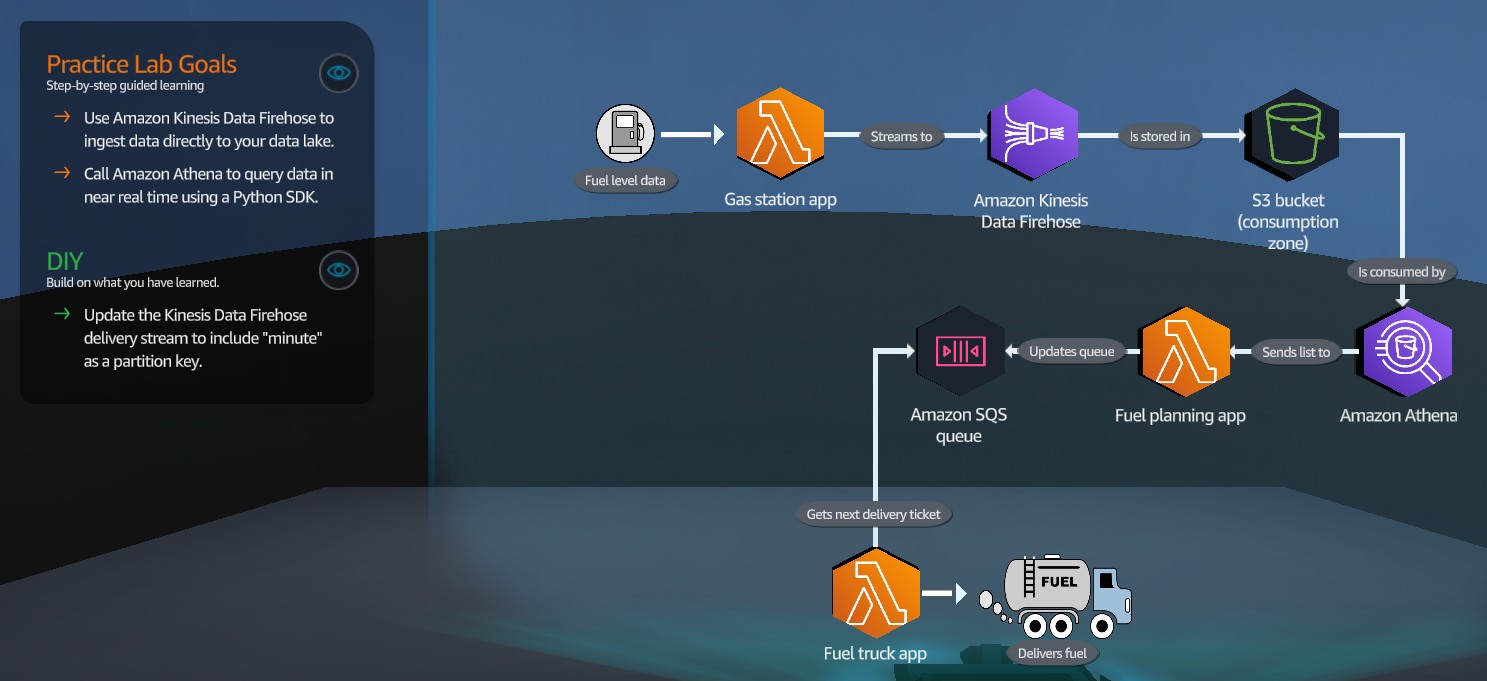 Practice Lab Goals
Step-by-step guided learning
Use Amazon Kinesis Data Firehose to
ingest data directly to your data lake.
Call Amazon Athena to query data in
near real time using a Python SDK.
DIY
Build on what you have learned.
Update the Kinesis Data Firehose
delivery stream to include "minute"
as a partition key.
Fuel level data
Gas station app
Streams to
Amazon Kinesis
Data Firehose
Is stored in
S3 bucket
(consumption
zone)
Is consumed by
Amazon Athena
Sends list to
Fuel planning app
Updates queue
Amazon SQS
queue
Gets next delivery ticket
Fuel truck app
FUEL
Delivers fuel